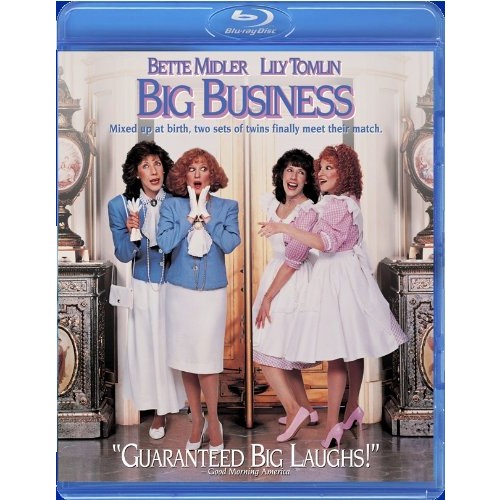 Blu-ray Disc
BETTE MIDLER LILY TOMLIN
BIG BUSINESS
Mixed up at birth, two sets of twins finally meet their match.
"GUARANTEED BIG LAUGHS!"
—Good Morning America